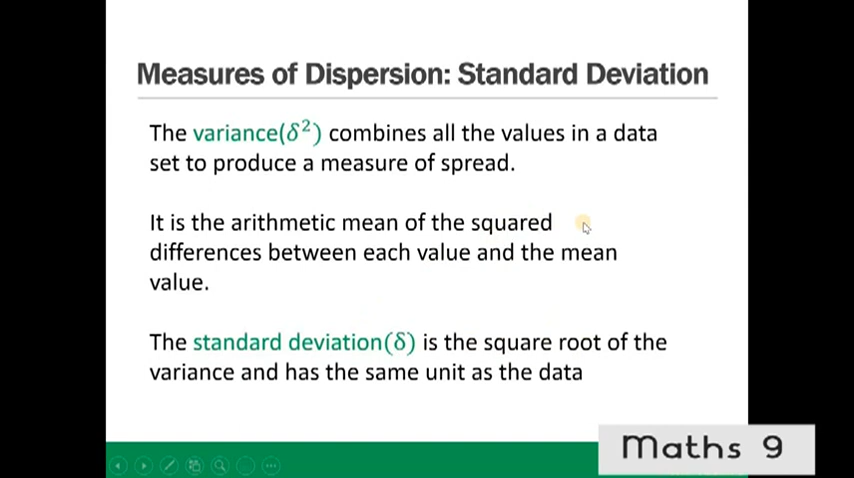 Measures of Dispersion: Standard Deviation
The variance(δ²) combines all the values in a data
set to produce a measure of spread.
It is the arithmetic mean of the squared
differences between each value and the mean
value.
The standard deviation(δ) is the square root of the
variance and has the same unit as the data
Maths 9